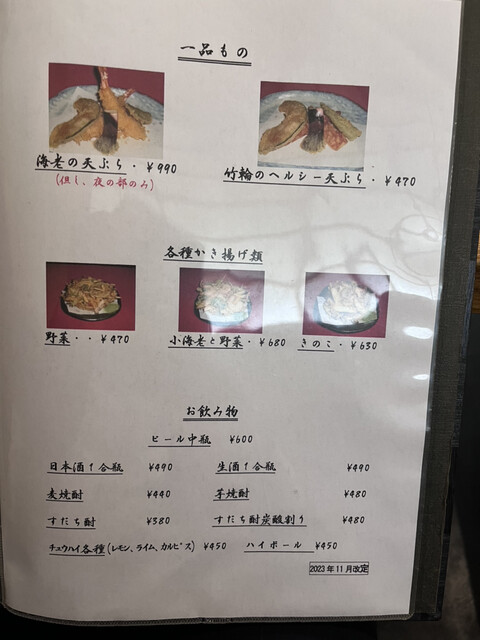 一品もの
海老の天ぷら・￥990
(但し、夜の部のみ)
竹輪のヘルシー天ぷら・￥470
各種かき揚げ類
野菜・・￥470
小海老と野菜・￥680
きのこ・￥630
お飲み物
ビール中瓶 ￥600
日本酒1合瓶 ￥490
生酒1合瓶 ￥490
麦焼酎 ￥440
芋焼酎 ￥480
すだち酎 ￥380
すだち酎炭酸割り ￥480
チュウハイ各種(レモン、ライム、カルピス) ￥450
ハイボール ￥450
2023年11月改定